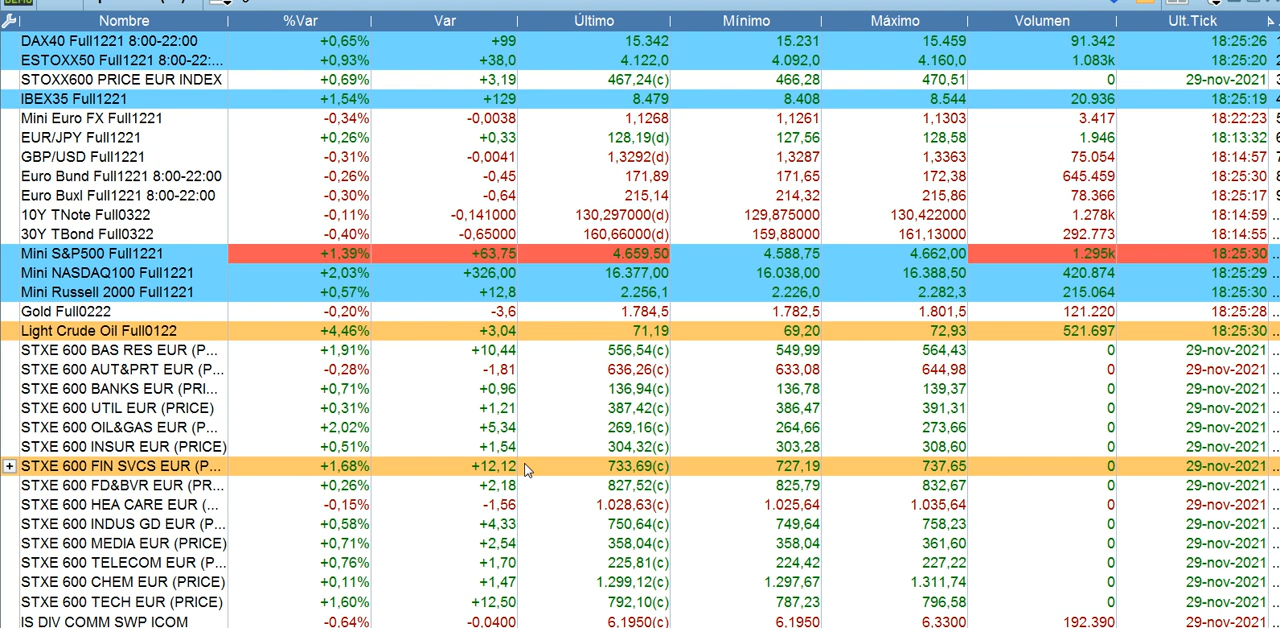 Nombre %Var Var Último Mínimo Máximo Volumen Ult.Tick
DAX40 Full1221 8:00-22:00 +0,65% +99 15.342 15.231 15.459 91.342 18:25:26
ESTOXX50 Full1221 8:00-22:... +0,93% +38,0 4.122,0 4.092,0 4.160,0 1.083k 18:25:20
STOXX600 PRICE EUR INDEX +0,69% +3,19 467,24(c) 466,28 470,51 0 29-nov-2021
IBEX35 Full1221 +1,54% +129 8.479 8.408 8.544 20.936 18:25:19
Mini Euro FX Full1221 -0,34% -0,0038 1,1268 1,1261 1,1303 3.417 18:22:23
EUR/JPY Full1221 +0,26% +0,33 128,19(d) 127,56 128,58 1.946 18:13:32
GBP/USD Full1221 -0,31% -0,0041 1,3292(d) 1,3287 1,3363 75.054 18:14:57
Euro Bund Full1221 8:00-22:00 -0,26% -0,45 171,89 171,65 172,38 645.459 18:25:30
Euro Buxl Full1221 8:00-22:00 -0,30% -0,64 215,14 214,32 215,86 78.366 18:25:17
10Y TNote Full0322 -0,11% -0,141000 130,297000(d) 129,875000 130,422000 1.278k 18:14:59
30Y TBond Full0322 -0,40% -0,65000 160,66000(d) 159,88000 161,13000 292.773 18:14:55
Mini S&P500 Full1221 +1,39% +63,75 4.659,50 4.588,75 4.662,00 1.295k 18:25:30
Mini NASDAQ100 Full1221 +2,03% +326,00 16.377,00 16.038,00 16.388,50 420.874 18:25:29
Mini Russell 2000 Full1221 +0,57% +12,8 2.256,1 2.226,0 2.282,3 215.064 18:25:30
Gold Full0222 -0,20% -3,6 1.784,5 1.782,5 1.801,5 121.220 18:25:28
Light Crude Oil Full0122 +4,46% +3,04 71,19 69,20 72,93 521.697 18:25:30
STXE 600 BAS RES EUR (P... +1,91% +10,44 556,54(c) 549,99 564,43 0 29-nov-2021
STXE 600 AUT&PRT EUR (P... -0,28% -1,81 636,26(c) 633,08 644,98 0 29-nov-2021
STXE 600 BANKS EUR (PRI... +0,71% +0,96 136,94(c) 136,78 139,37 0 29-nov-2021
STXE 600 UTIL EUR (PRICE) +0,31% +1,21 387,42(c) 386,47 391,31 0 29-nov-2021
STXE 600 OIL&GAS EUR (P... +2,02% +5,34 269,16(c) 264,66 273,66 0 29-nov-2021
STXE 600 INSUR EUR (PRICE) +0,51% +1,54 304,32(c) 303,28 308,60 0 29-nov-2021
STXE 600 FIN SVCS EUR (P... +1,68% +12,12 733,69(c) 727,19 737,65 0 29-nov-2021
STXE 600 FD&BVR EUR (PR... +0,26% +2,18 827,52(c) 825,79 832,67 0 29-nov-2021
STXE 600 HEA CARE EUR (... -0,15% -1,56 1.028,63(c) 1.025,64 1.035,64 0 29-nov-2021
STXE 600 INDUS GD EUR (P... +0,58% +4,33 750,64(c) 749,64 758,23 0 29-nov-2021
STXE 600 MEDIA EUR (PRICE) +0,71% +2,54 358,04(c) 358,04 361,60 0 29-nov-2021
STXE 600 TELECOM EUR (P... +0,76% +1,70 225,81(c) 224,42 227,22 0 29-nov-2021
STXE 600 CHEM EUR (PRICE) +0,11% +1,47 1.299,12(c) 1.297,67 1.311,74 0 29-nov-2021
STXE 600 TECH EUR (PRICE) +1,60% +12,50 792,10(c) 787,23 796,58 0 29-nov-2021
IS DIV COMM SWP ICOM -0,64% -0,0400 6,1950(c) 6,1950 6,3300 192.390 29-nov-2021